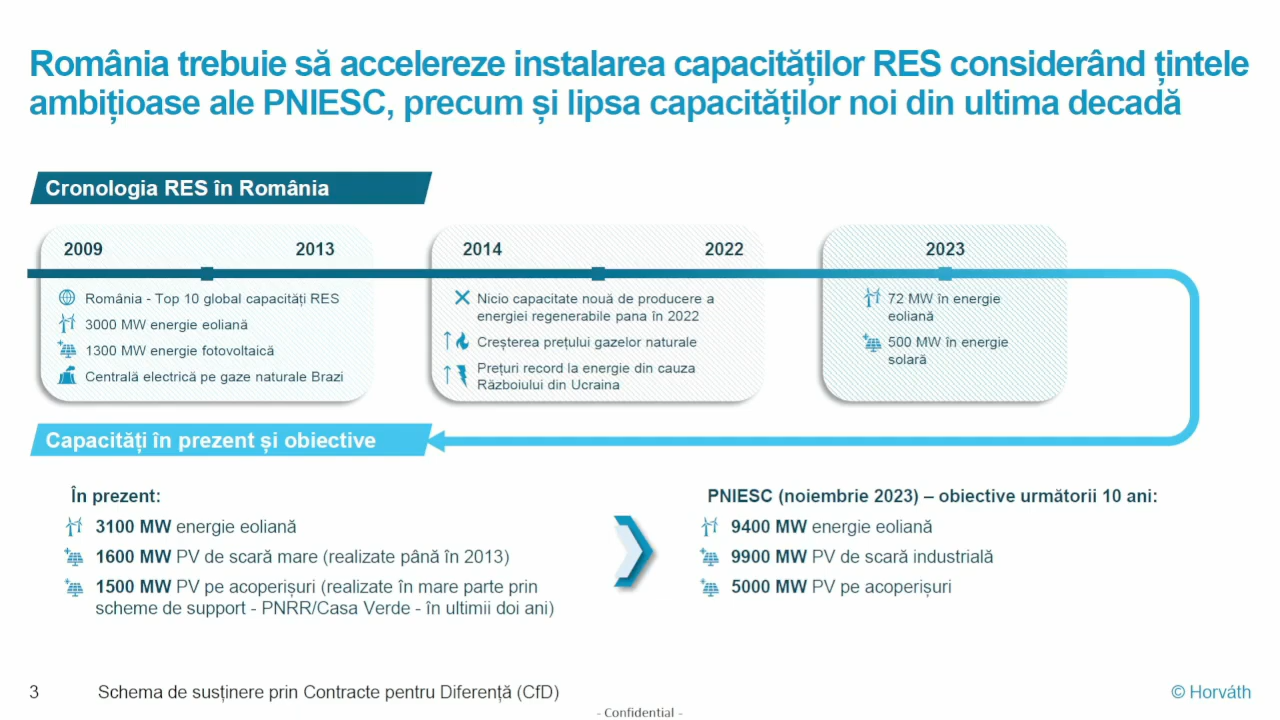 România trebuie să accelereze instalarea capacităților RES considerând țintele
ambițioase ale PNIESC, precum și lipsa capacităților noi din ultima decadă
Cronologia RES în România
2009 2013
România - Top 10 global capacități RES
3000 MW energie eoliană
1300 MW energie fotovoltaică
Centrală electrică pe gaze naturale Brazi
2014 2022
Nicio capacitate nouă de producere a
energiei regenerabile pana în 2022
Creșterea prețului gazelor naturale
Prețuri record la energie din cauza
Războiului din Ucraina
2023
72 MW în energie
eoliană
500 MW în energie
solară
Capacități în prezent și obiective
În prezent:
3100 MW energie eoliană
1600 MW PV de scară mare (realizate până în 2013)
1500 MW PV pe acoperișuri (realizate în mare parte prin
scheme de support - PNRR/Casa Verde - în ultimii doi ani)
PNIESC (noiembrie 2023) – obiective următorii 10 ani:
9400 MW energie eoliană
9900 MW PV de scară industrială
5000 MW PV pe acoperișuri
3 Schema de susținere prin Contracte pentru Diferență (CfD)
© Horváth
- Confidential -